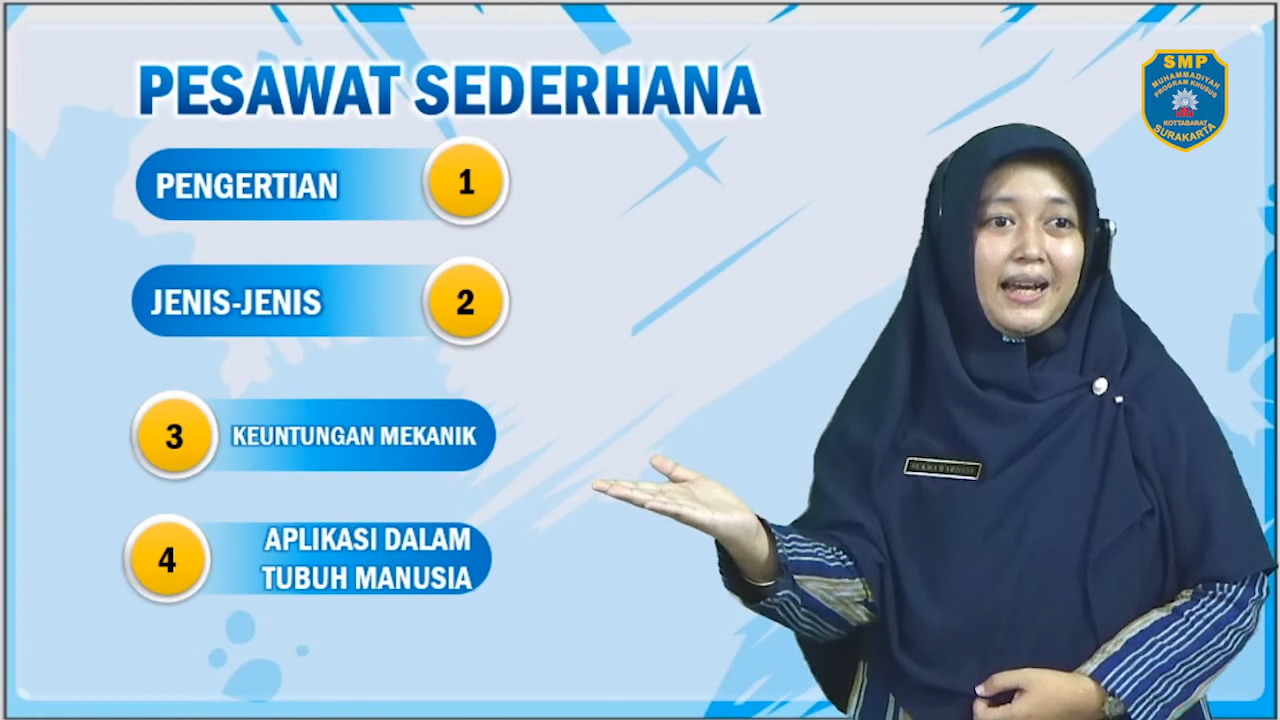 PESAWAT SEDERHANA
PENGERTIAN
1
JENIS-JENIS
2
3
KEUNTUNGAN MEKANIK
4
APLIKASI DALAM
TUBUH MANUSIA
SMP
MUHAMMADIYAH
PROGRAM KHUSUS
KOTTABARAT
SURAKARTA